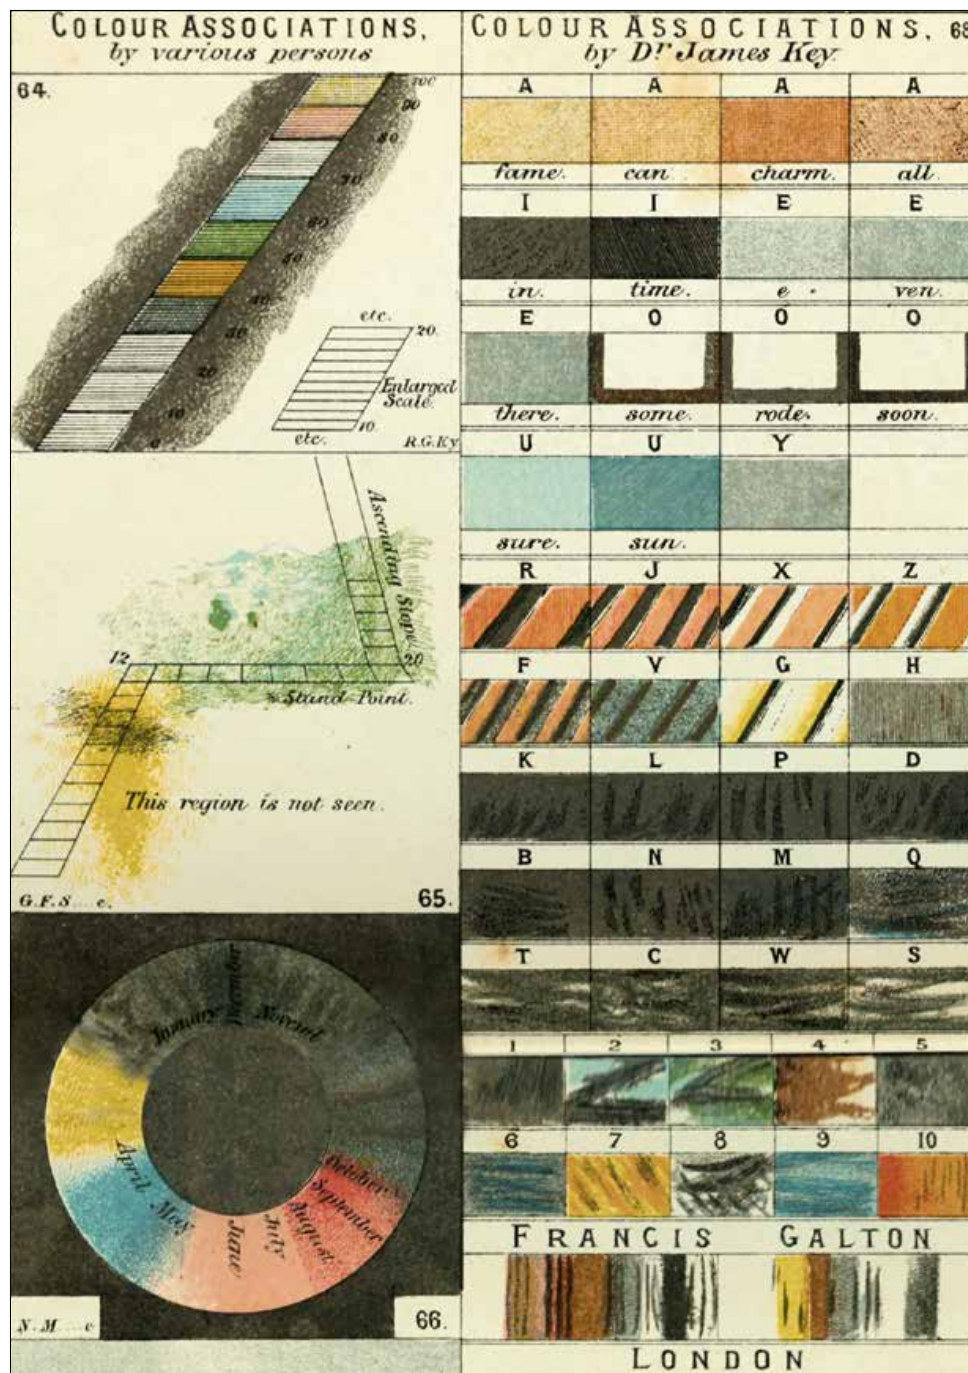 COLOUR ASSOCIATIONS,
by various persons
64.
100
90
80
70
60
50
40
30
20
10
0
etc.
20.
Enlarged
Scale.
10.
etc.
R.G.Ky
Ascending Slope
12
20
Stand Point.
This region is not seen.
G.F.S....e.
65.
January
December
Novemb
October
September
August
July
June
May
April
N.M....e
66.
COLOUR ASSOCIATIONS. 68
by Dr James Key.
A A A A
fame. can charm. all
I I E E
in. time. e . ven.
E O O O
there. some. rode. soon.
U U Y
sure. sun.
R J X Z
F V G H
K L P D
B N M Q
T C W S
1 2 3 4 5
6 7 8 9 10
FRANCIS GALTON
LONDON